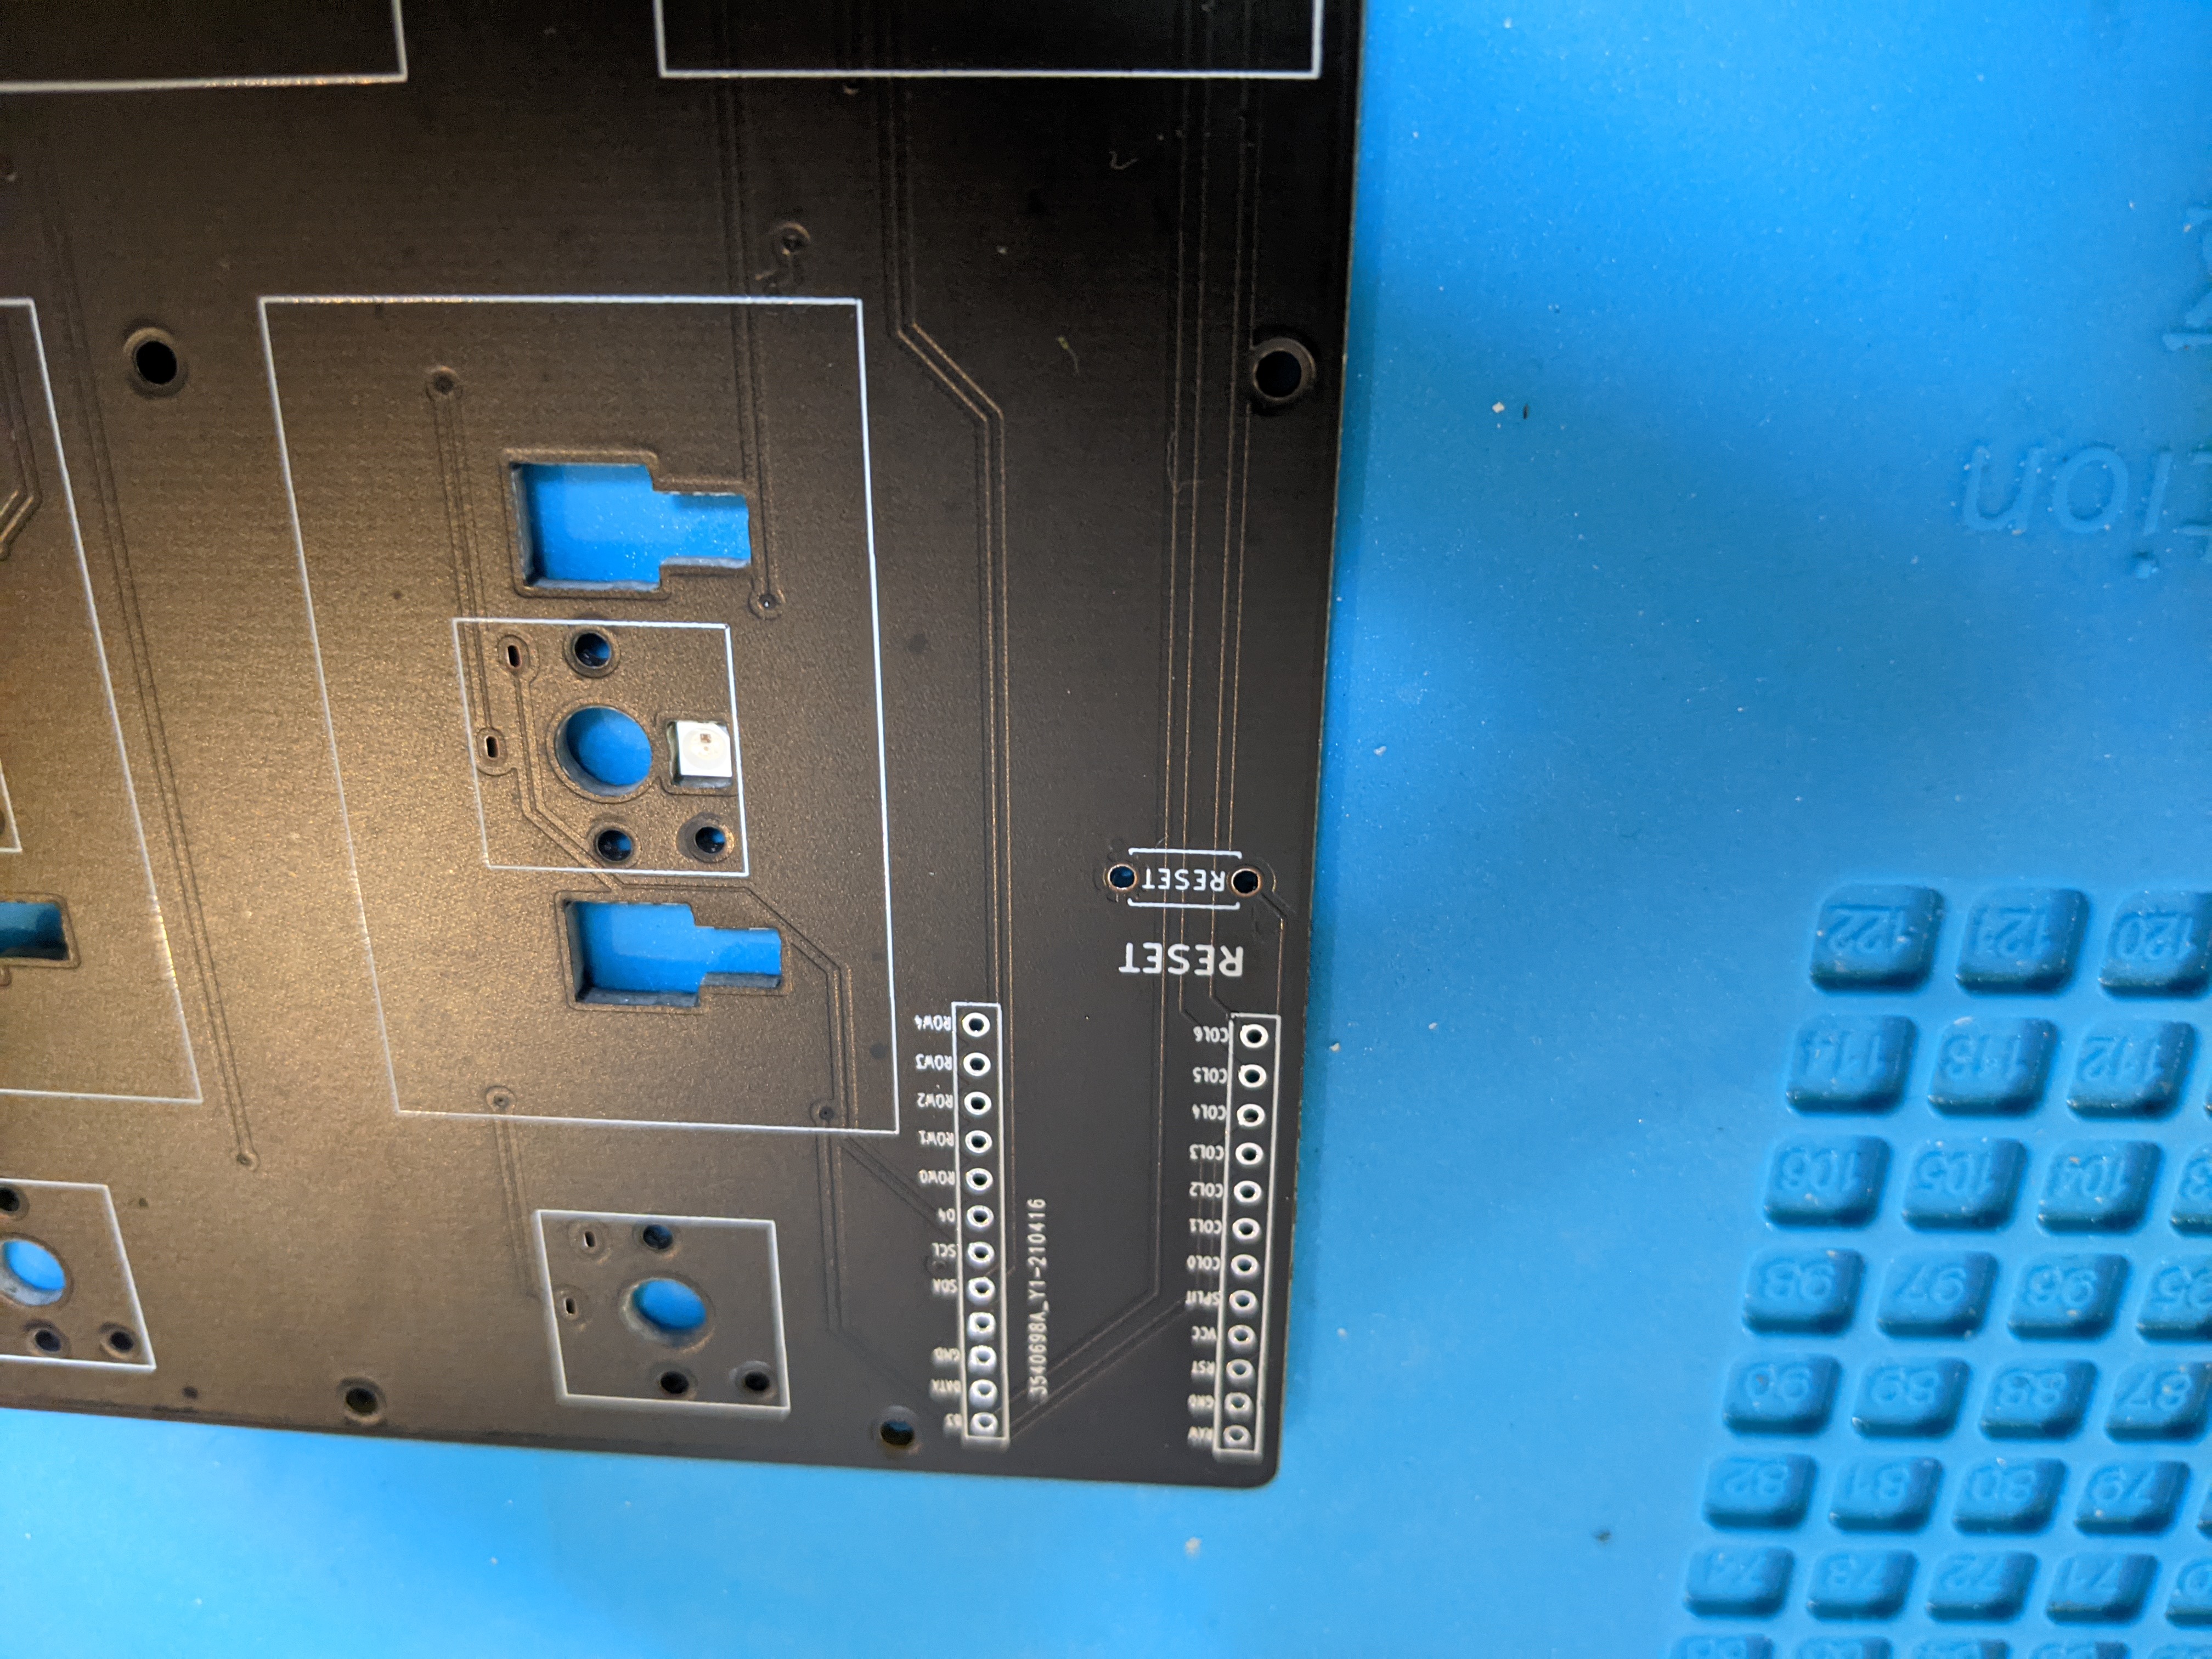 71 72 73 74
79 80 81 82
87 88 89 90
95 96 97 98
104 105 106
112 113 114
120 121 122
tion
RAW
GND
RST
VCC
SPLIT
COL0
COL1
COL2
COL3
COL4
COL5
COL6
3540698A_Y1-210416
DATA
GND
SDA
SCL
D4
ROW0
ROW1
ROW2
ROW3
ROW4
RESET
RESET